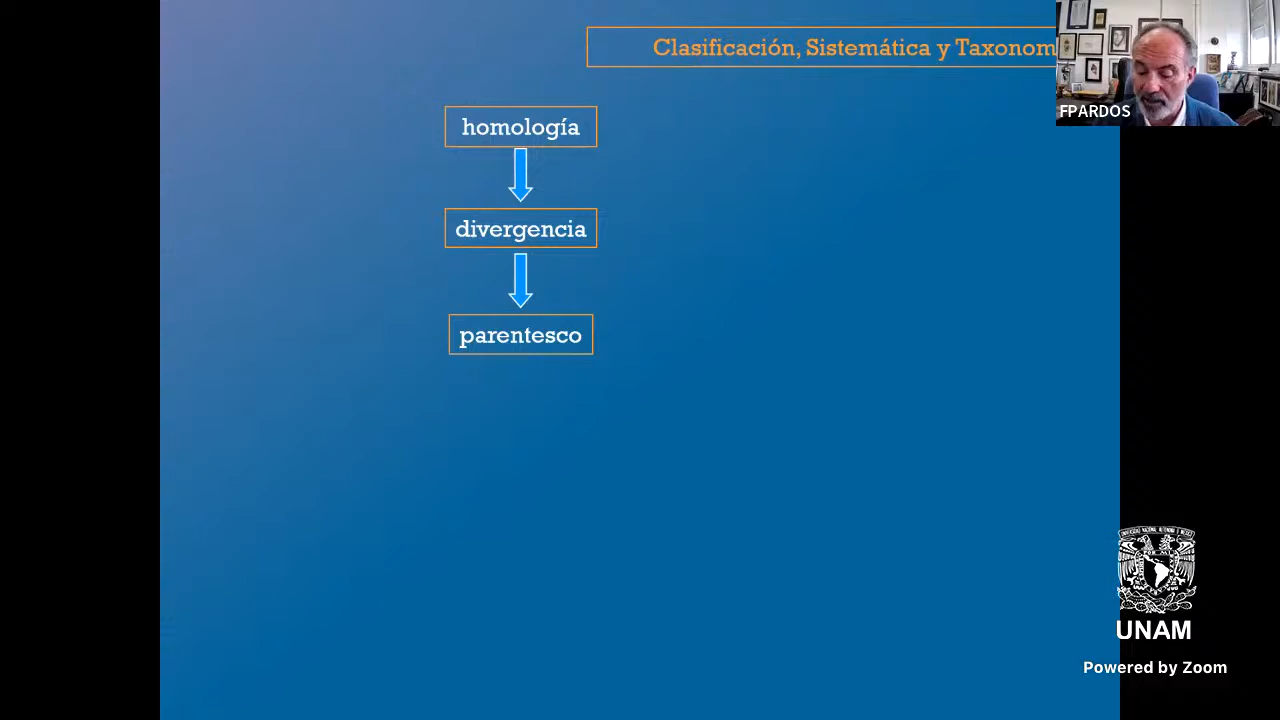 Clasificación, Sistemática y Taxonom
FPARDOS
homología
divergencia
parentesco
UNAM
Powered by Zoom